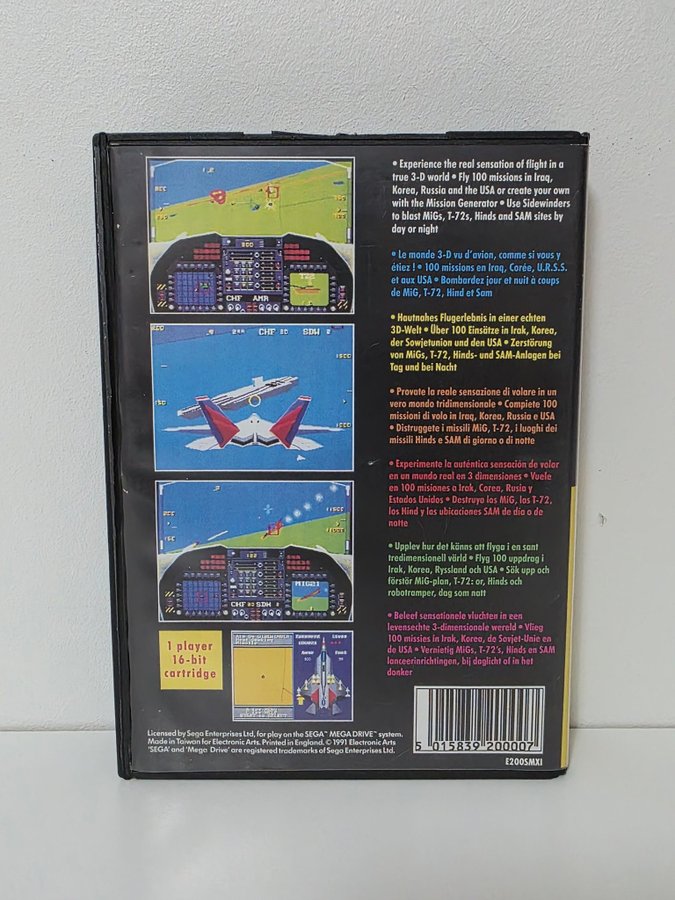 • Experience the real sensation of flight in a
true 3-D world • Fly 100 missions in Iraq,
Korea, Russia and the USA or create your own
with the Mission Generator • Use Sidewinders
to blast MiGs, T-72s, Hinds and SAM sites by
day or night
• Le monde 3-D vu d'avion, comme si vous y
étiez ! • 100 missions en Iraq, Corée, U.R.S.S.
et aux USA • Bombardez jour et nuit à coups
de MiG, T-72, Hind et Sam
• Hautnahes Flugerlebnis in einer echten
3D-Welt • Über 100 Einsätze in Irak, Korea,
der Sowjetunion und den USA • Zerstörung
von MiGs, T-72, Hinds- und SAM-Anlagen bei
Tag und bei Nacht
• Provate la reale sensazione di volare in un
vero mondo tridimensionale • Compiete 100
missioni di volo in Iraq, Korea, Russia e USA
• Distruggete i missili MiG, T-72, i luoghi dei
missili Hinds e SAM di giorno o di notte
• Experimente la auténtica sensación de volar
en un mundo real en 3 dimensiones • Vuele
en 100 misiones a Irak, Corea, Rusia y
Estados Unidos • Destruya los MiG, los T-72,
los Hind y las ubicaciones SAM de día o de
notte
• Upplev hur det känns att flyga i en sant
tredimensionell värld • Flyg 100 uppdrag i
Irak, Korea, Ryssland och USA • Sök upp och
förstör MiG-plan, T-72: or, Hinds och
robotramper, dag som natt
• Beleef sensationele vluchten in een
levensechte 3-dimensionale wereld • Vlieg
100 missies in Irak, Korea, de Sovjet-Unie en
de USA • Vernietig MiGs, T-72's, Hinds en SAM
lanceerinrichtingen, bij daglicht of in het
donker
CHF AMR
CHF 20 SDW 2
MIG21
CHF 30 SDH 2
1 player
16-bit
cartridge
Licensed by Sega Enterprises Ltd, for play on the SEGA™ MEGA DRIVE™ system.
Made in Taiwan for Electronic Arts. Printed in England. © 1991 Electronic Arts
'SEGA' and 'Mega Drive' are registered trademarks of Sega Enterprises Ltd.
5 015839 200007
E200SMXI